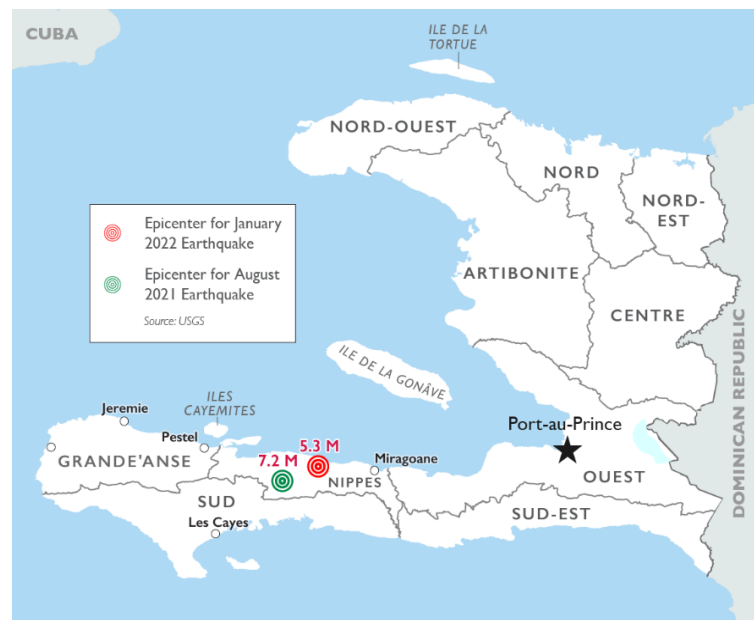 CUBA
ILE DE LA
TORTUE
NORD-OUEST
NORD
NORD-
EST
Epicenter for January
2022 Earthquake
Epicenter for August
2021 Earthquake
Source: USGS
ARTIBONITE
CENTRE
DOMINICAN REPUBLIC
ILE DE LA GONÂVE
ILES
CAYEMITES
Jeremie
Pestel
GRANDE'ANSE
7.2 M
5.3 M
Miragoane
NIPPES
Port-au-Prince
OUEST
SUD
Les Cayes
SUD-EST